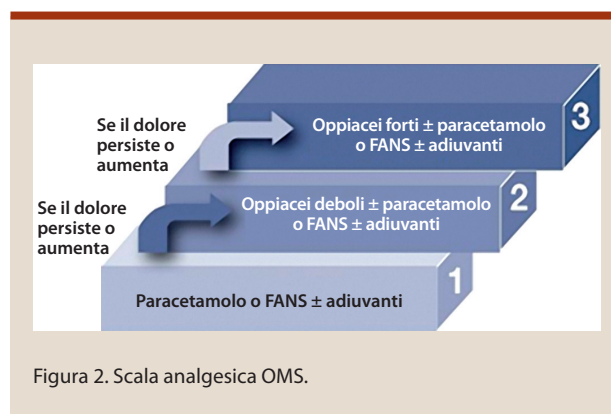 3
Se il dolore
persiste o
aumenta
Oppiacei forti ± paracetamolo
o FANS ± adiuvanti
2
Se il dolore
persiste o
aumenta
Oppiacei deboli ± paracetamolo
o FANS ± adiuvanti
1
Paracetamolo o FANS ± adiuvanti
Figura 2. Scala analgesica OMS.